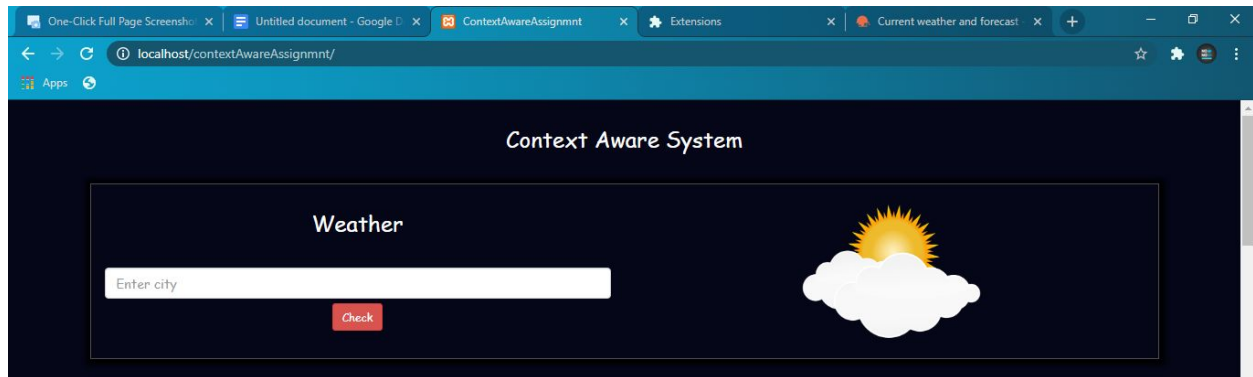 One-Click Full Page Screensho
Untitled document - Google D
ContextAwareAssignmnt
Extensions
Current weather and forecast -
localhost/contextAwareAssignmnt/
Apps
Context Aware System
Weather
Enter city
Check